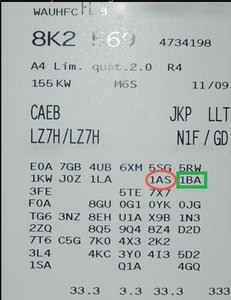 WAUHFC
8K2 569 4734198
A4 Lim. quat.2.0 R4
155KW M6S 11/09
CAEB JKP LLT
LZ7H/LZ7H N1F / GD
E0A 7GB 4UB 6XM 5SG 5RW
1KW J0Z 1LA 1AS 1BA
3FE 5TE 7X7
F0A 8GU 0G1 0YK 0JG
TG6 3NZ 8EH U1A X9B 1N3
2ZQ 8Q5 9Q4 8Z4 D2D
7T6 C5G 7K0 4X3 2K2
3L4 4KC 3Y0 4I3 5D2
1SA Q1A 4GQ
33.3 3.3 33.3 333